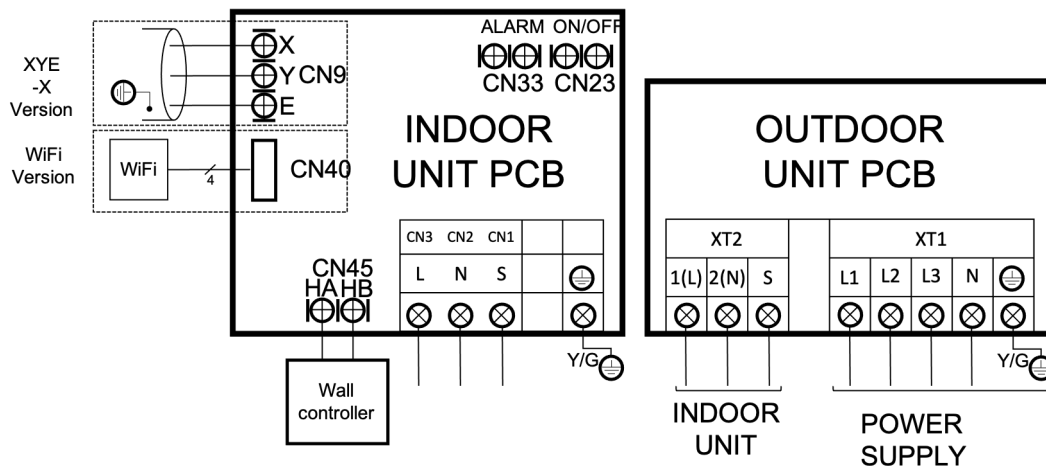 XYE
-X
Version
X
Y CN9
E
WiFi
Version
WiFi
4
CN40
ALARM ON/OFF
CN33 CN23
INDOOR
UNIT PCB
CN45
HA HB
CN3 CN2 CN1
L N S
Y/G
Wall
controller
OUTDOOR
UNIT PCB
XT2 XT1
1(L) 2(N) S L1 L2 L3 N
Y/G
INDOOR
UNIT
POWER
SUPPLY